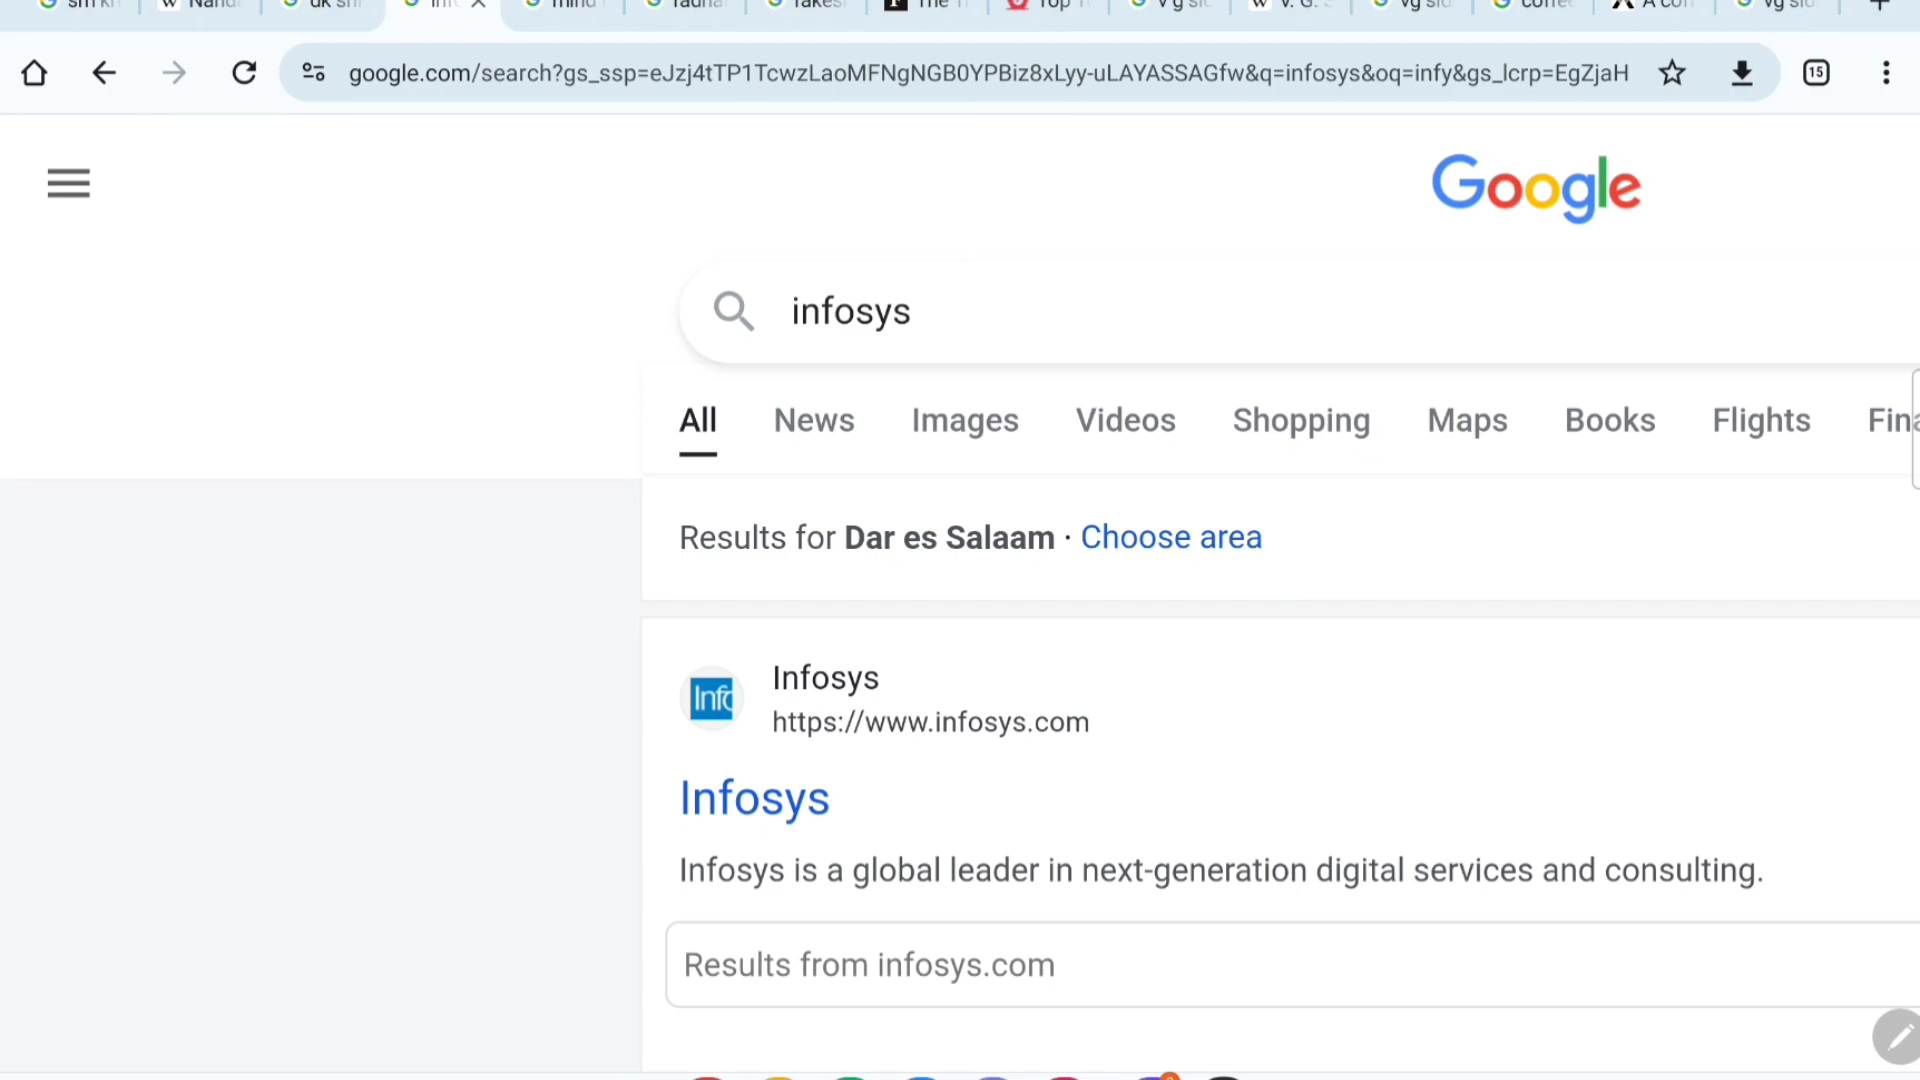 google.com/search?gs_ssp=eJzj4tTP1TcwzLaoMFNgNGB0YPBiz8xLyy-uLAYASSAGfw&q=infosys&oq=infy&gs_lcrp=EgZjaH
15
Google
infosys
All News Images Videos Shopping Maps Books Flights
Results for Dar es Salaam · Choose area
Infosys
https://www.infosys.com
Infosys
Infosys is a global leader in next-generation digital services and consulting.
Results from infosys.com